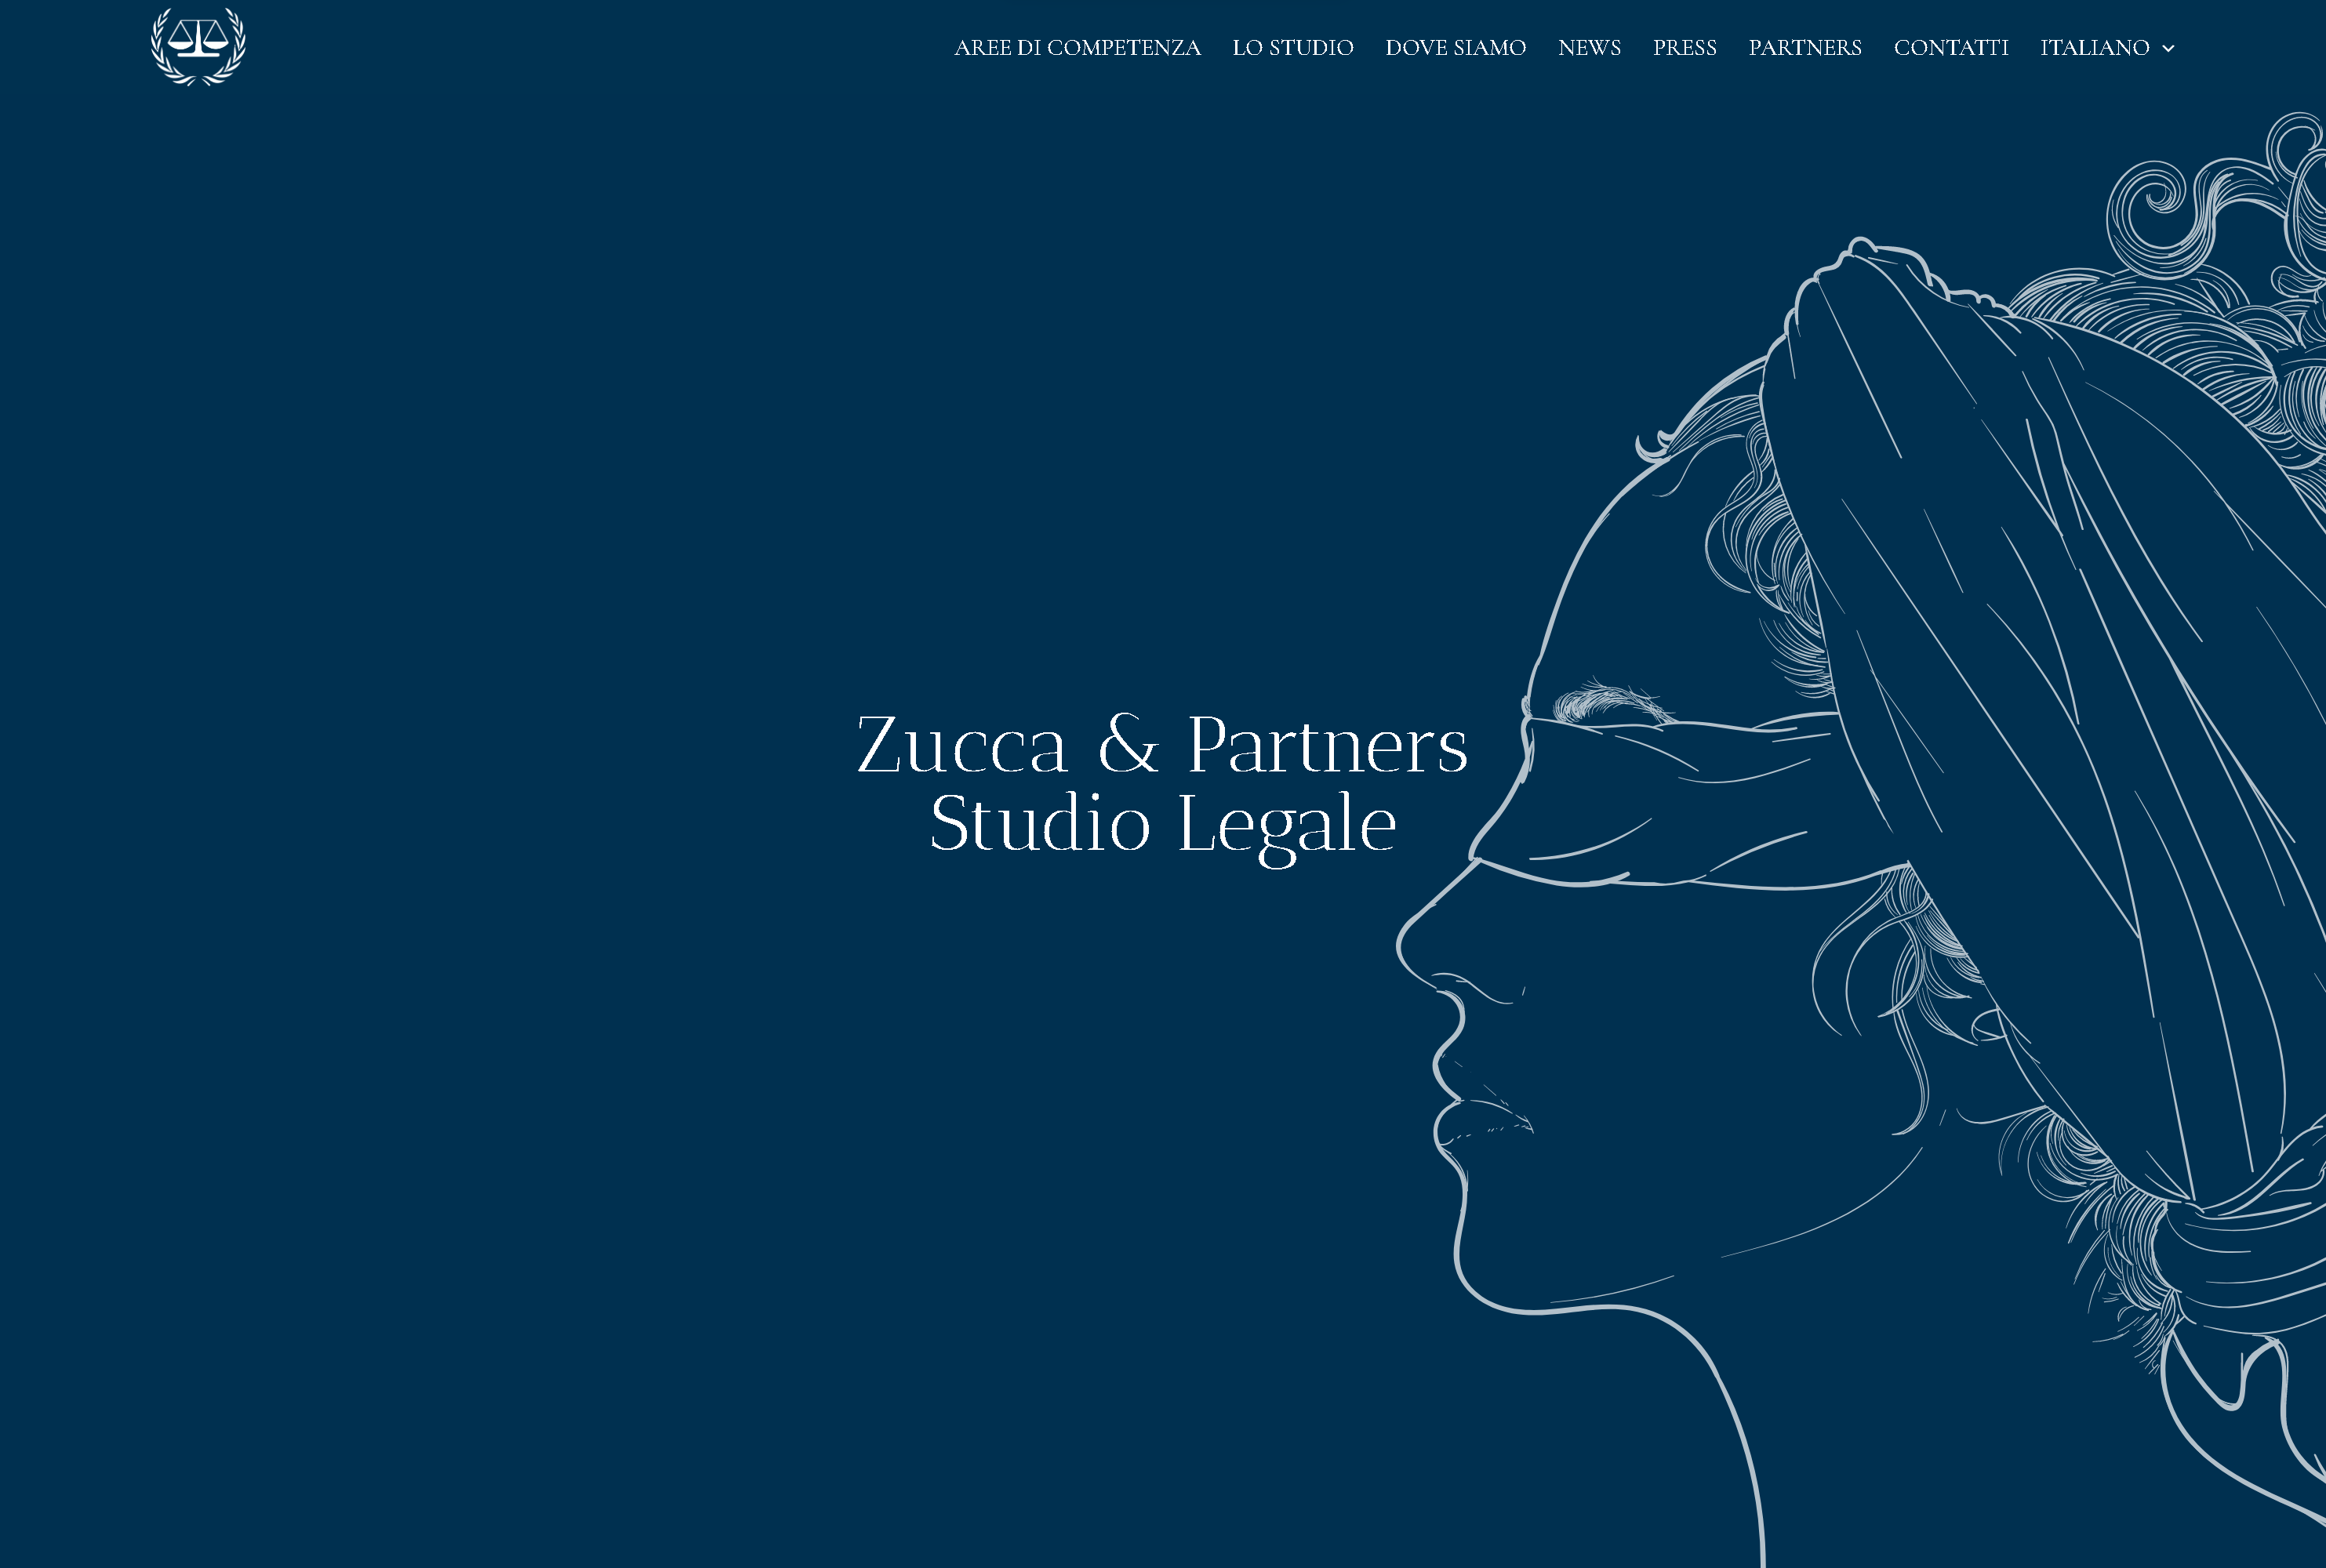 AREE DI COMPETENZA LO STUDIO DOVE SIAMO NEWS PRESS PARTNERS CONTATTI ITALIANO
Zucca & Partners
Studio Legale